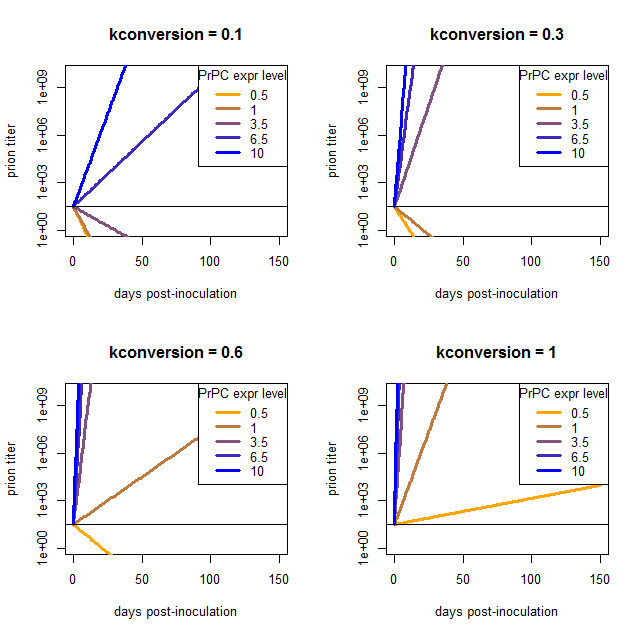 kconversion = 0.1
prion titer
1e+00 1e+03 1e+06 1e+09
PrPC expr level
0.5
1
3.5
6.5
10
0 50 100 150
days post-inoculation
kconversion = 0.3
prion titer
1e+00 1e+03 1e+06 1e+09
PrPC expr level
0.5
1
3.5
6.5
10
0 50 100 150
days post-inoculation
kconversion = 0.6
prion titer
1e+00 1e+03 1e+06 1e+09
PrPC expr level
0.5
1
3.5
6.5
10
0 50 100 150
days post-inoculation
kconversion = 1
prion titer
1e+00 1e+03 1e+06 1e+09
PrPC expr level
0.5
1
3.5
6.5
10
0 50 100 150
days post-inoculation